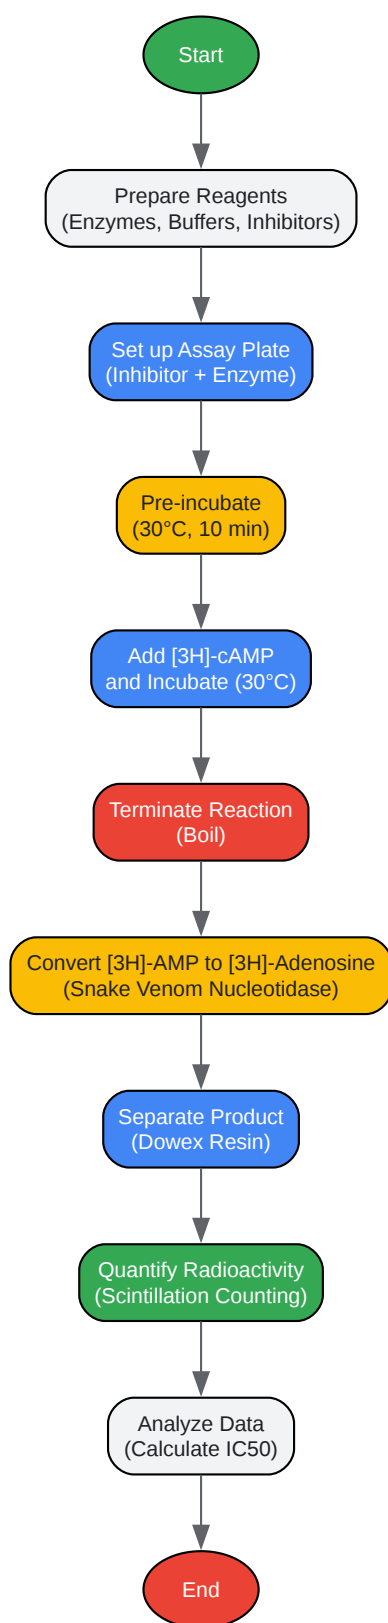 Start
Prepare Reagents
(Enzymes, Buffers, Inhibitors)
Set up Assay Plate
(Inhibitor + Enzyme)
Pre-incubate
(30°C, 10 min)
Add [3H]-cAMP
and Incubate (30°C)
Terminate Reaction
(Boil)
Convert [3H]-AMP to [3H]-Adenosine
(Snake Venom Nucleotidase)
Separate Product
(Dowex Resin)
Quantify Radioactivity
(Scintillation Counting)
Analyze Data
(Calculate IC50)
End